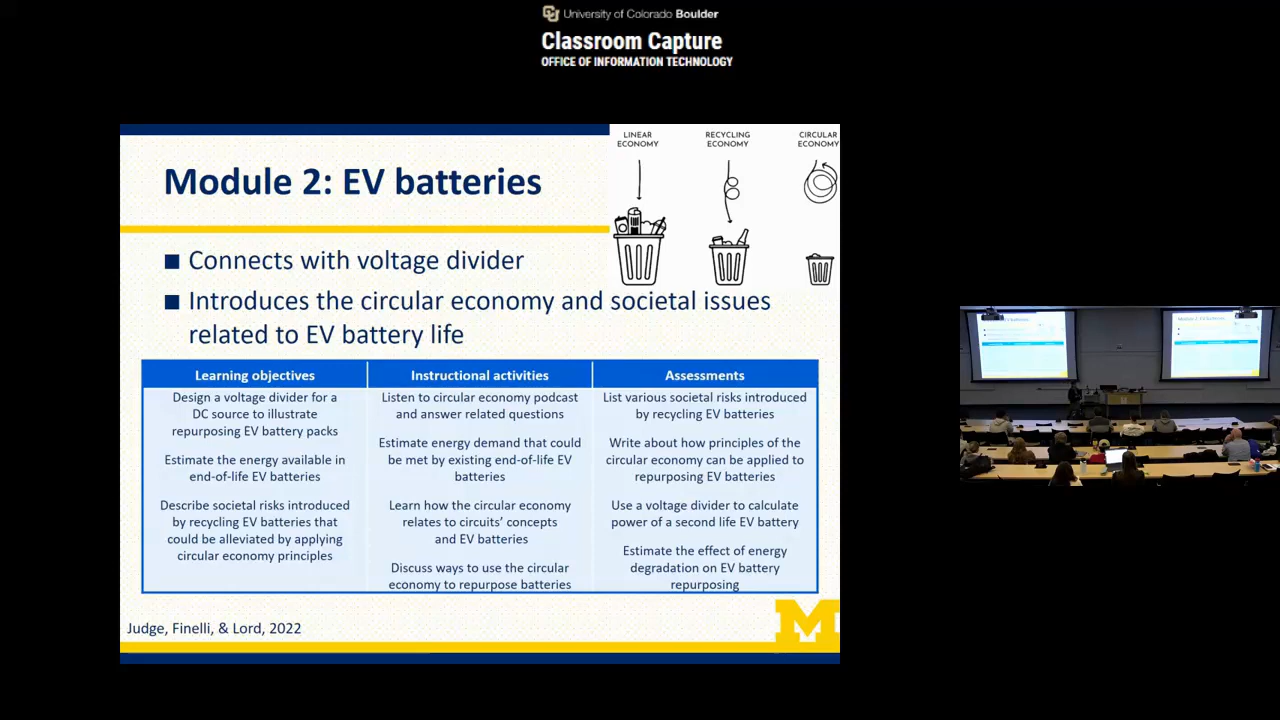 University of Colorado Boulder
Classroom Capture
OFFICE OF INFORMATION TECHNOLOGY
LINEAR
ECONOMY
RECYCLING
ECONOMY
CIRCULAR
ECONOMY
Module 2: EV batteries
■ Connects with voltage divider
■ Introduces the circular economy and societal issues
related to EV battery life
Learning objectives
Design a voltage divider for a
DC source to illustrate
repurposing EV battery packs
Estimate the energy available in
end-of-life EV batteries
Describe societal risks introduced
by recycling EV batteries that
could be alleviated by applying
circular economy principles
Instructional activities
Listen to circular economy podcast
and answer related questions
Estimate energy demand that could
be met by existing end-of-life EV
batteries
Learn how the circular economy
relates to circuits' concepts
and EV batteries
Discuss ways to use the circular
economy to repurpose batteries
Assessments
List various societal risks introduced
by recycling EV batteries
Write about how principles of the
circular economy can be applied to
repurposing EV batteries
Use a voltage divider to calculate
power of a second life EV battery
Estimate the effect of energy
degradation on EV battery
repurposing
Judge, Finelli, & Lord, 2022
M